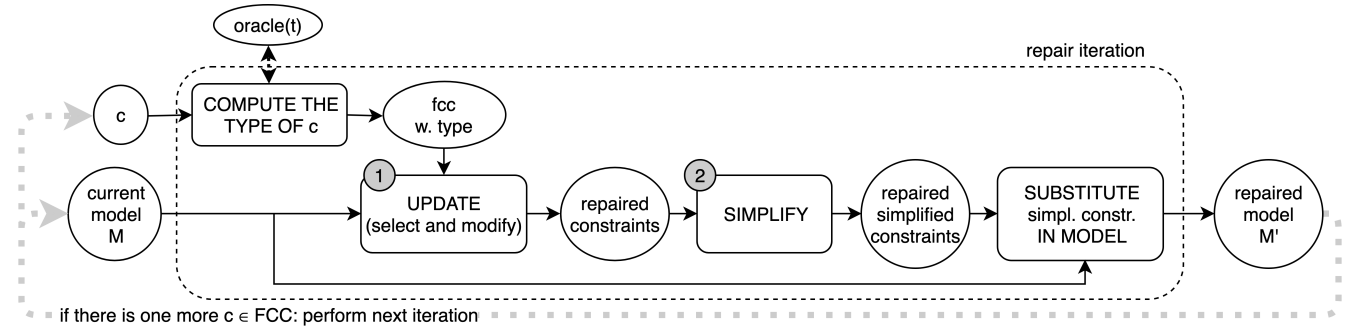 oracle(t)
repair iteration
c
COMPUTE THE
TYPE OF c
fcc
w. type
current
model
M
1
UPDATE
(select and modify)
repaired
constraints
2
SIMPLIFY
repaired
simplified
constraints
SUBSTITUTE
simpl. constr.
IN MODEL
repaired
model
M'
if there is one more c ∈ FCC: perform next iteration